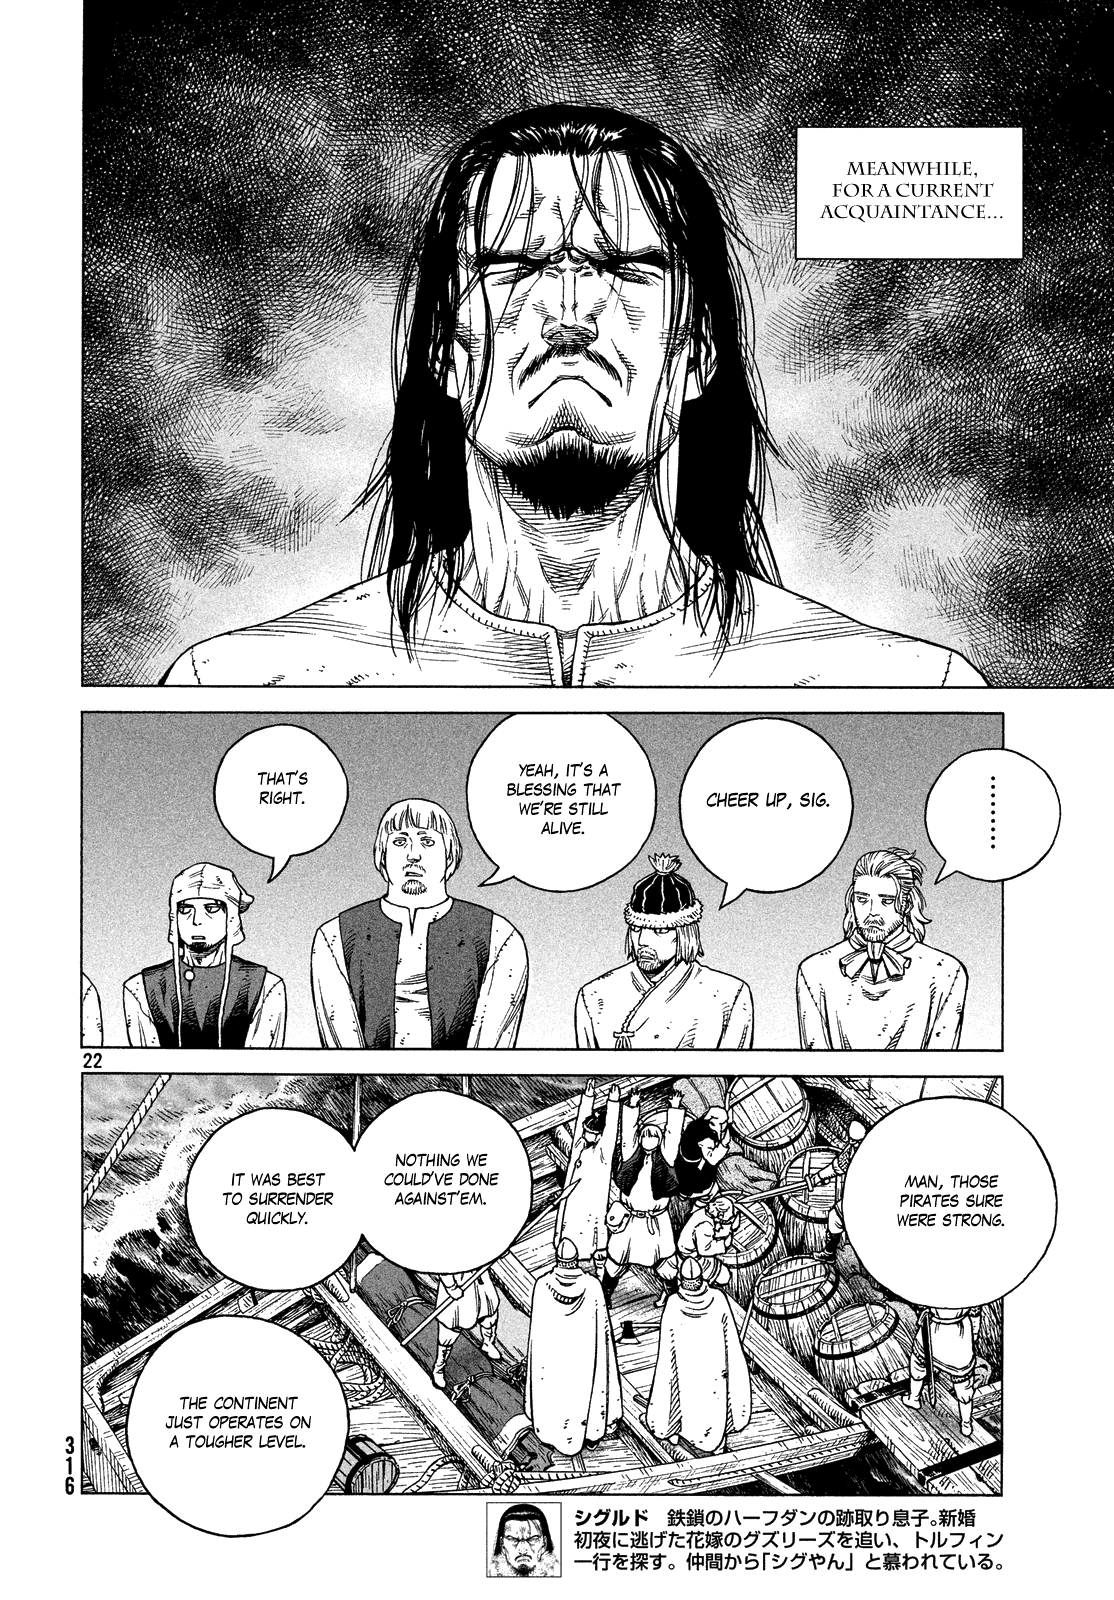 MEANWHILE,
FOR A CURRENT
ACQUAINTANCE...
.........
CHEER UP, SIG.
YEAH, IT'S A
BLESSING THAT
WE'RE STILL
ALIVE.
THAT'S
RIGHT.
22
MAN, THOSE
PIRATES SURE
WERE STRONG.
NOTHING WE
COULD'VE DONE
AGAINST'EM.
IT WAS BEST
TO SURRENDER
QUICKLY.
THE CONTINENT
JUST OPERATES ON
A TOUGHER LEVEL.
316
シグルド 鉄鎖のハーフダンの跡取り息子。新婚
初夜に逃げた花嫁のグズリーズを追い、トルフィン
一行を探す。仲間から「シグやん」と慕われている。